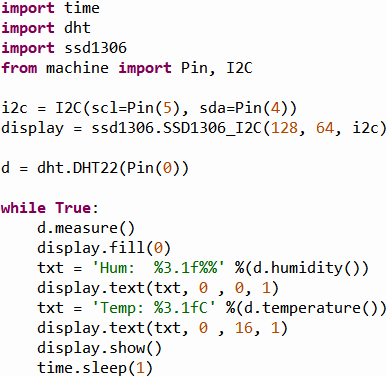 import time
import dht
import ssd1306
from machine import Pin, I2C

i2c = I2C(scl=Pin(5), sda=Pin(4))
display = ssd1306.SSD1306_I2C(128, 64, i2c)

d = dht.DHT22(Pin(0))

while True:
    d.measure()
    display.fill(0)
    txt = 'Hum:  %3.1f%%' %(d.humidity())
    display.text(txt, 0 , 0, 1)
    txt = 'Temp: %3.1fC' %(d.temperature())
    display.text(txt, 0 , 16, 1)
    display.show()
    time.sleep(1)